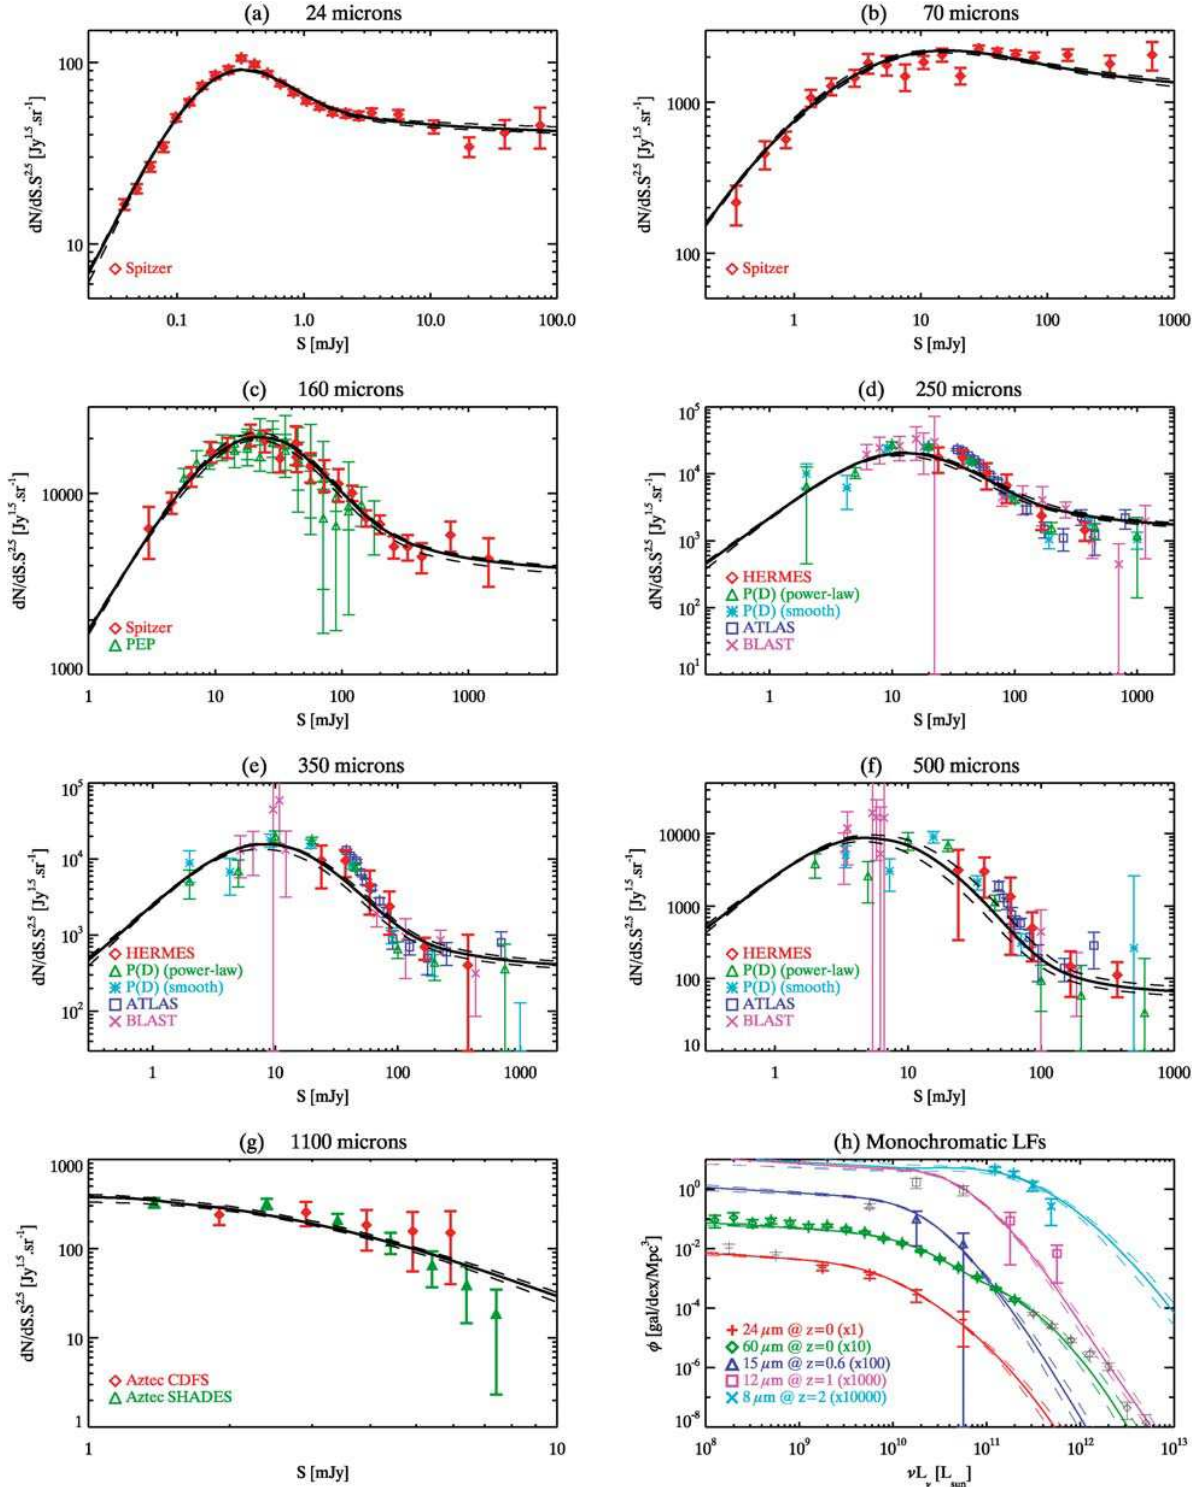 (a) 24 microns
dN/dS.S^2.5 [Jy^1.5.sr^-1]
100
10
Spitzer
0.1 1.0 10.0 100.0
S [mJy]
(b) 70 microns
dN/dS.S^2.5 [Jy^1.5.sr^-1]
1000
100
Spitzer
1 10 100 1000
S [mJy]
(c) 160 microns
dN/dS.S^2.5 [Jy^1.5.sr^-1]
10000
1000
Spitzer
PEP
1 10 100 1000
S [mJy]
(d) 250 microns
dN/dS.S^2.5 [Jy^1.5.sr^-1]
10^5
10^4
10^3
10^2
10^1
HERMES
P(D) (power-law)
P(D) (smooth)
ATLAS
BLAST
1 10 100 1000
S [mJy]
(e) 350 microns
dN/dS.S^2.5 [Jy^1.5.sr^-1]
10^5
10^4
10^3
10^2
HERMES
P(D) (power-law)
P(D) (smooth)
ATLAS
BLAST
1 10 100 1000
S [mJy]
(f) 500 microns
dN/dS.S^2.5 [Jy^1.5.sr^-1]
10000
1000
100
10
HERMES
P(D) (power-law)
P(D) (smooth)
ATLAS
BLAST
1 10 100 1000
S [mJy]
(g) 1100 microns
dN/dS.S^2.5 [Jy^1.5.sr^-1]
1000
100
10
1
Aztec CDFS
Aztec SHADES
1 10
S [mJy]
(h) Monochromatic LFs
ϕ [gal/dex/Mpc^3]
10^0
10^-2
10^-4
10^-6
10^-8
24 μm @ z=0 (x1)
60 μm @ z=0 (x10)
15 μm @ z=0.6 (x100)
12 μm @ z=1 (x1000)
8 μm @ z=2 (x10000)
10^8 10^9 10^10 10^11 10^12 10^13
νL_ν [L_sun]